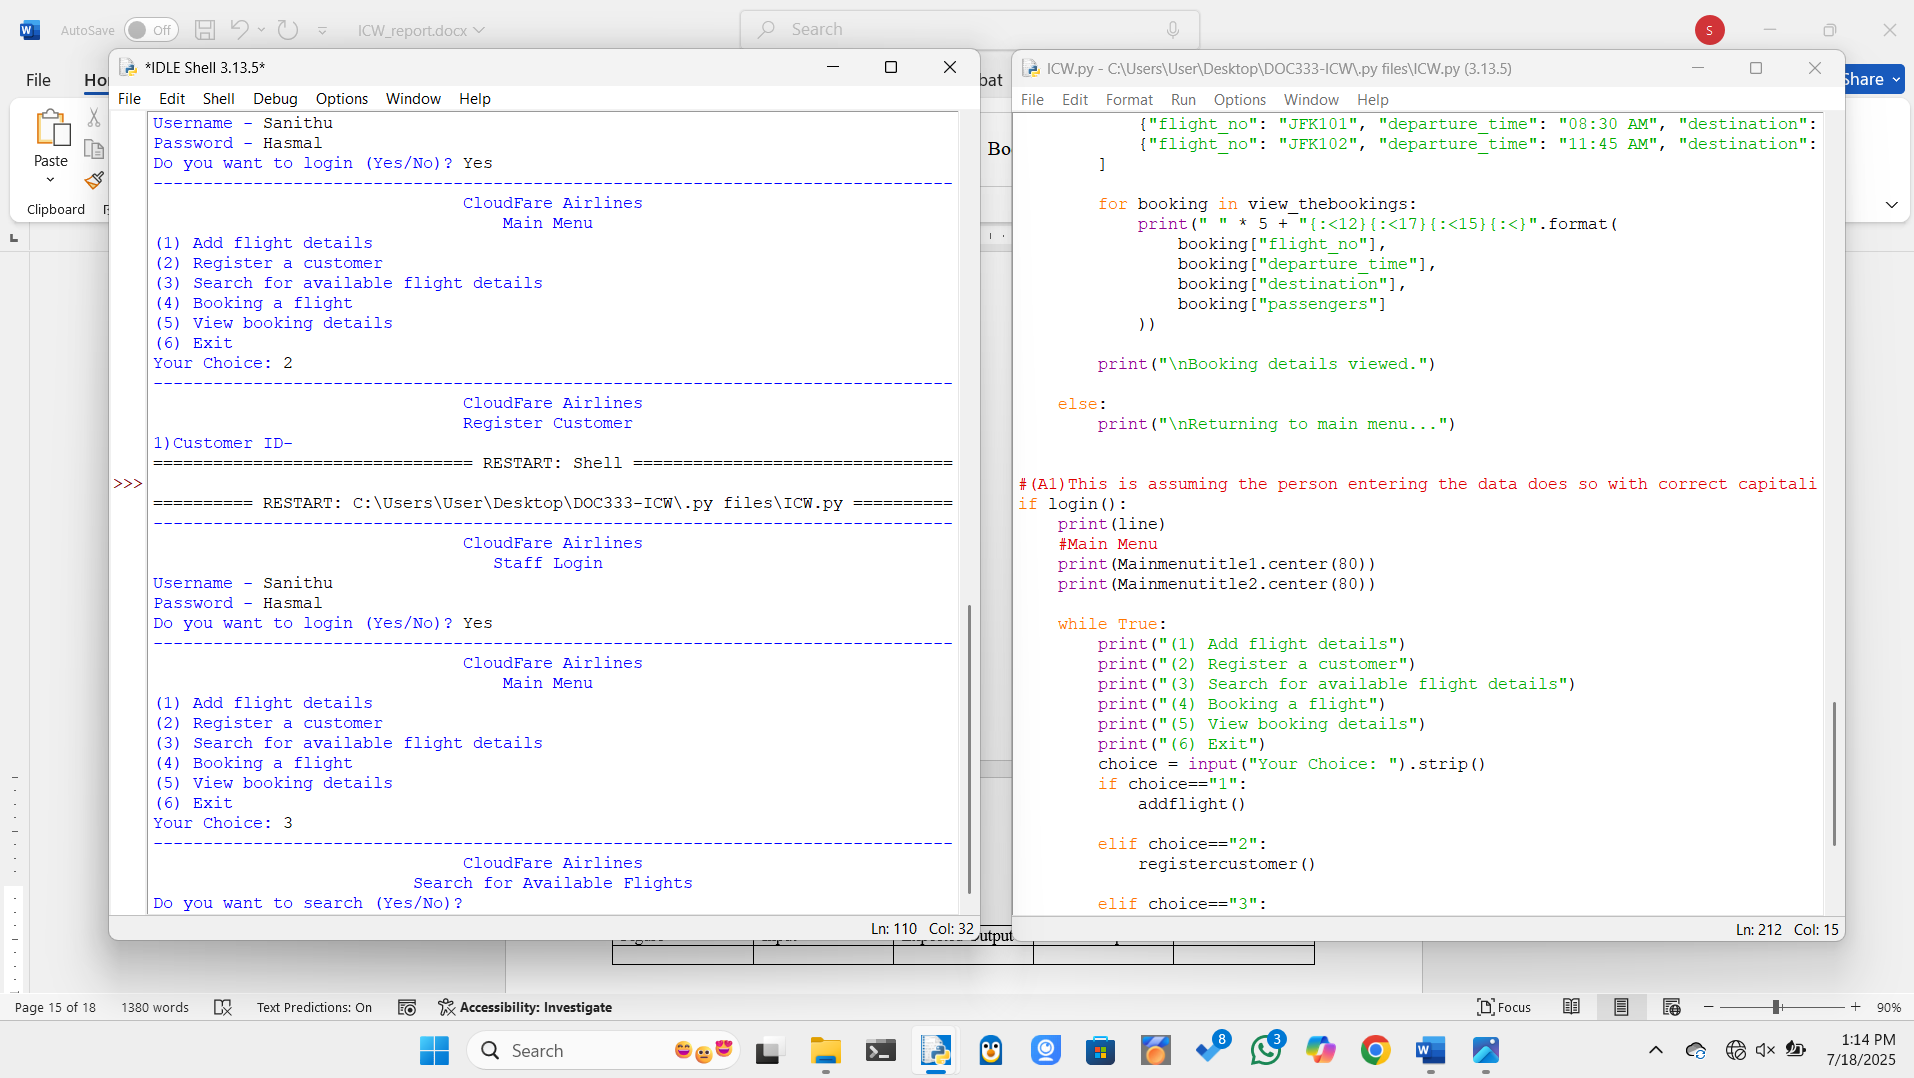 AutoSave Off ICW_report.docx Search S
File
Share
Paste
Clipboard
*IDLE Shell 3.13.5*
File Edit Shell Debug Options Window Help
Username - Sanithu
Password - Hasmal
Do you want to login (Yes/No)? Yes
--------------------------------------------------------------------------------
CloudFare Airlines
Main Menu
(1) Add flight details
(2) Register a customer
(3) Search for available flight details
(4) Booking a flight
(5) View booking details
(6) Exit
Your Choice: 2
--------------------------------------------------------------------------------
CloudFare Airlines
Register Customer
1)Customer ID-
================================ RESTART: Shell ================================
>>>
========== RESTART: C:\Users\User\Desktop\DOC333-ICW\.py files\ICW.py ==========
--------------------------------------------------------------------------------
CloudFare Airlines
Staff Login
Username - Sanithu
Password - Hasmal
Do you want to login (Yes/No)? Yes
--------------------------------------------------------------------------------
CloudFare Airlines
Main Menu
(1) Add flight details
(2) Register a customer
(3) Search for available flight details
(4) Booking a flight
(5) View booking details
(6) Exit
Your Choice: 3
--------------------------------------------------------------------------------
CloudFare Airlines
Search for Available Flights
Do you want to search (Yes/No)?
Ln: 110 Col: 32
ICW.py - C:\Users\User\Desktop\DOC333-ICW\.py files\ICW.py (3.13.5)
File Edit Format Run Options Window Help
{"flight_no": "JFK101", "departure_time": "08:30 AM", "destination":
{"flight_no": "JFK102", "departure_time": "11:45 AM", "destination":
]
for booking in view_thebookings:
print(" " * 5 + "{:<12}{:<17}{:<15}{:<}".format(
booking["flight_no"],
booking["departure_time"],
booking["destination"],
booking["passengers"]
))
print("\nBooking details viewed.")
else:
print("\nReturning to main menu...")
#(A1)This is assuming the person entering the data does so with correct capitali
if login():
print(line)
#Main Menu
print(Mainmenutitle1.center(80))
print(Mainmenutitle2.center(80))
while True:
print("(1) Add flight details")
print("(2) Register a customer")
print("(3) Search for available flight details")
print("(4) Booking a flight")
print("(5) View booking details")
print("(6) Exit")
choice = input("Your Choice: ").strip()
if choice=="1":
addflight()
elif choice=="2":
registercustomer()
elif choice=="3":
Ln: 212 Col: 15
Page 15 of 18 1380 words Text Predictions: On Accessibility: Investigate Focus 90%
Search 8 3 1:14 PM
7/18/2025